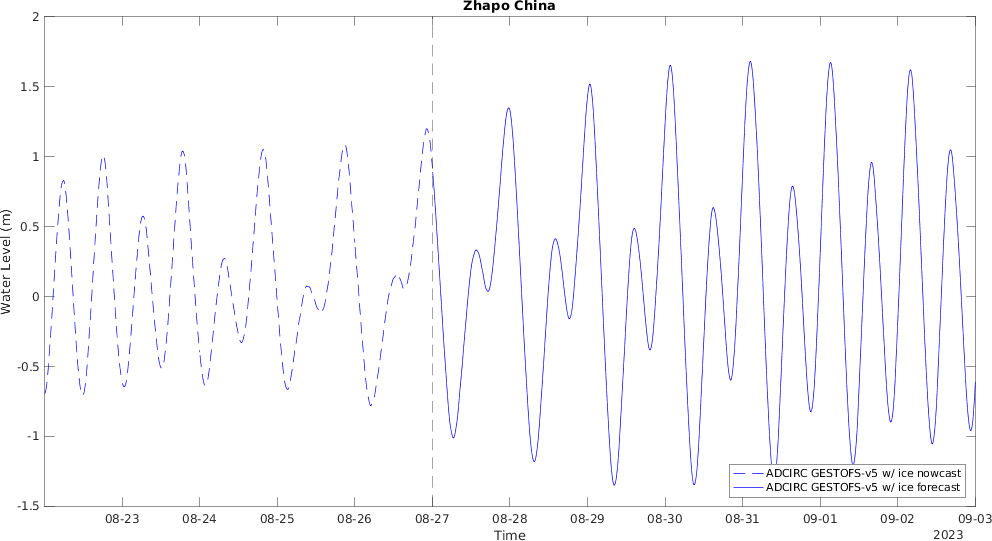 Zhapo China
Water Level (m)
2
1.5
1
0.5
0
-0.5
-1
-1.5
ADCIRC GESTOFS-v5 w/ ice nowcast
ADCIRC GESTOFS-v5 w/ ice forecast
08-23 08-24 08-25 08-26 08-27 08-28 08-29 08-30 08-31 09-01 09-02 09-03
Time
2023